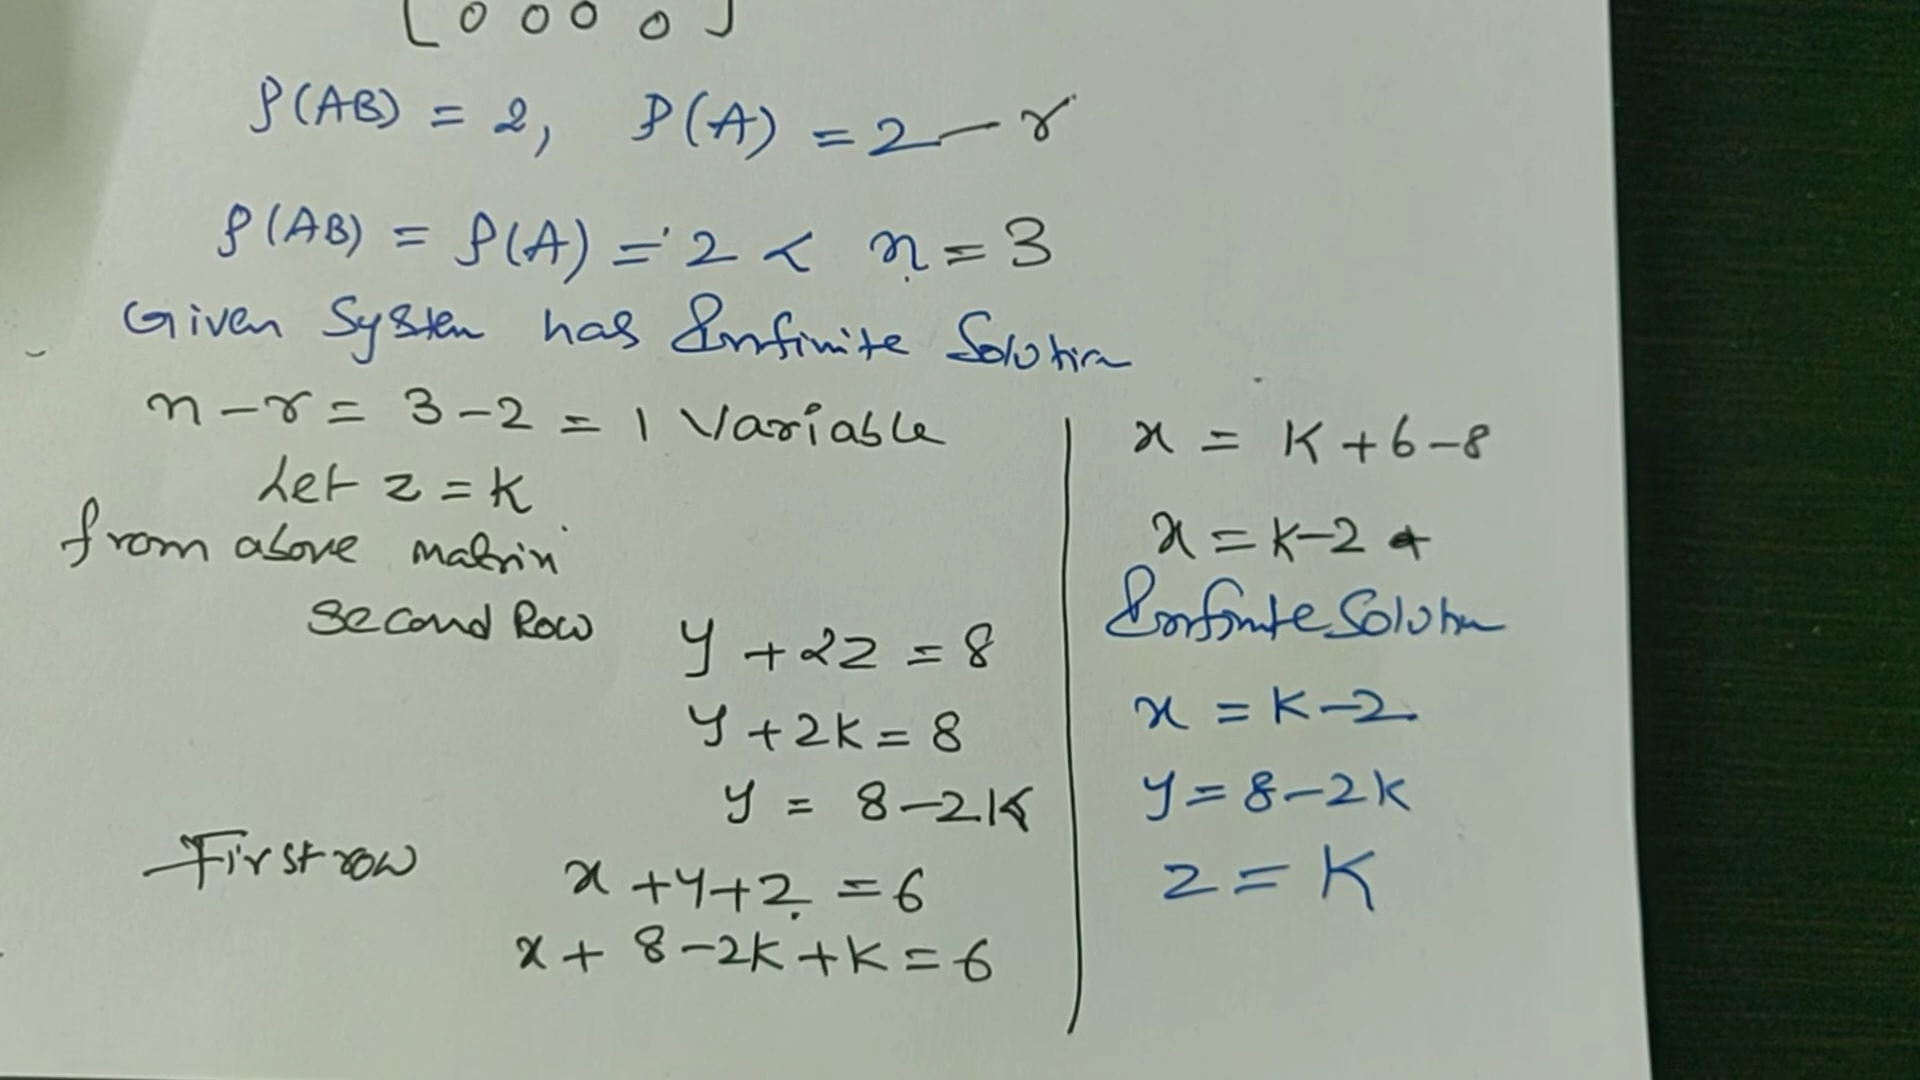 [ 0 0 0 0 ]
ρ(AB) = 2, ρ(A) = 2 — r
ρ(AB) = ρ(A) = 2 < n = 3
Given System has Infinite Solution
n - r = 3 - 2 = 1 Variable
Let z = k
from above matrix
second Row y + 2z = 8
y + 2k = 8
y = 8 - 2k
First row x + y + z = 6
x + 8 - 2k + k = 6
x = k + 6 - 8
x = k - 2
Infinite Solution
x = k - 2
y = 8 - 2k
z = k